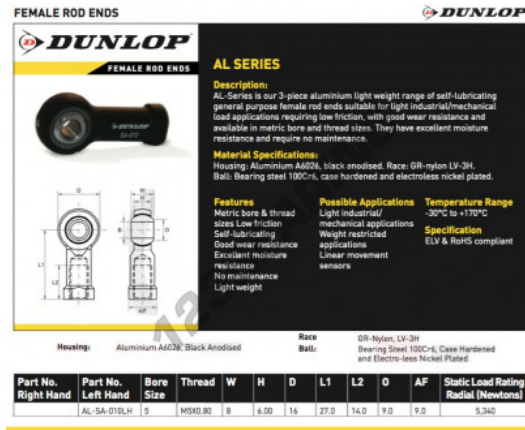 FEMALE ROD ENDS
DUNLOP
DUNLOP
FEMALE ROD ENDS
DUNLOP
AL SERIES
Description:
AL-Series is our 3-piece aluminium light weight range of self-lubricating
general purpose female rod ends suitable for light industrial/mechanical
load applications requiring low friction, with good wear resistance and
available in metric bore and thread sizes. They have excellent moisture
resistance and require no maintenance.
Material Specifications:
Housing: Aluminium A6026, black anodised. Race: GR-nylon LV-3H.
Ball: Bearing steel 100Cr6, case hardened and electroless nickel plated.
Features
Metric bore & thread
sizes Low friction
Self-lubricating
Good wear resistance
Excellent moisture
resistance
No maintenance
Light weight
Possible Applications
Light industrial/
mechanical applications
Weight restricted
applications
Linear movement
sensors
Temperature Range
-30°C to +170°C
Specification
ELV & RoHS compliant
D
W
H
B
O
L1
L2
AF
Housing: Aluminium A6026, Black Anodised
Race GR-Nylon, LV-3H
Ball: Bearing Steel 100Cr6, Case Hardened
and Electro-less Nickel Plated
Part No. Right Hand Part No. Left Hand Bore Size Thread W H D L1 L2 O AF Static Load Rating Radial (Newtons)
AL-SA-010LH 5 M5X0.80 8 6.00 16 27.0 14.0 9.0 9.0 5,340